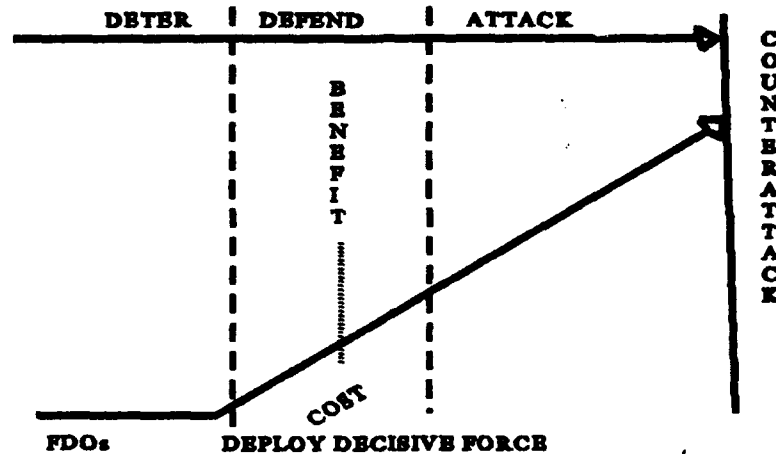 DETER DEFEND ATTACK
BENEFIT
COUNTERATTACK
COST
FDOs DEPLOY DECISIVE FORCE